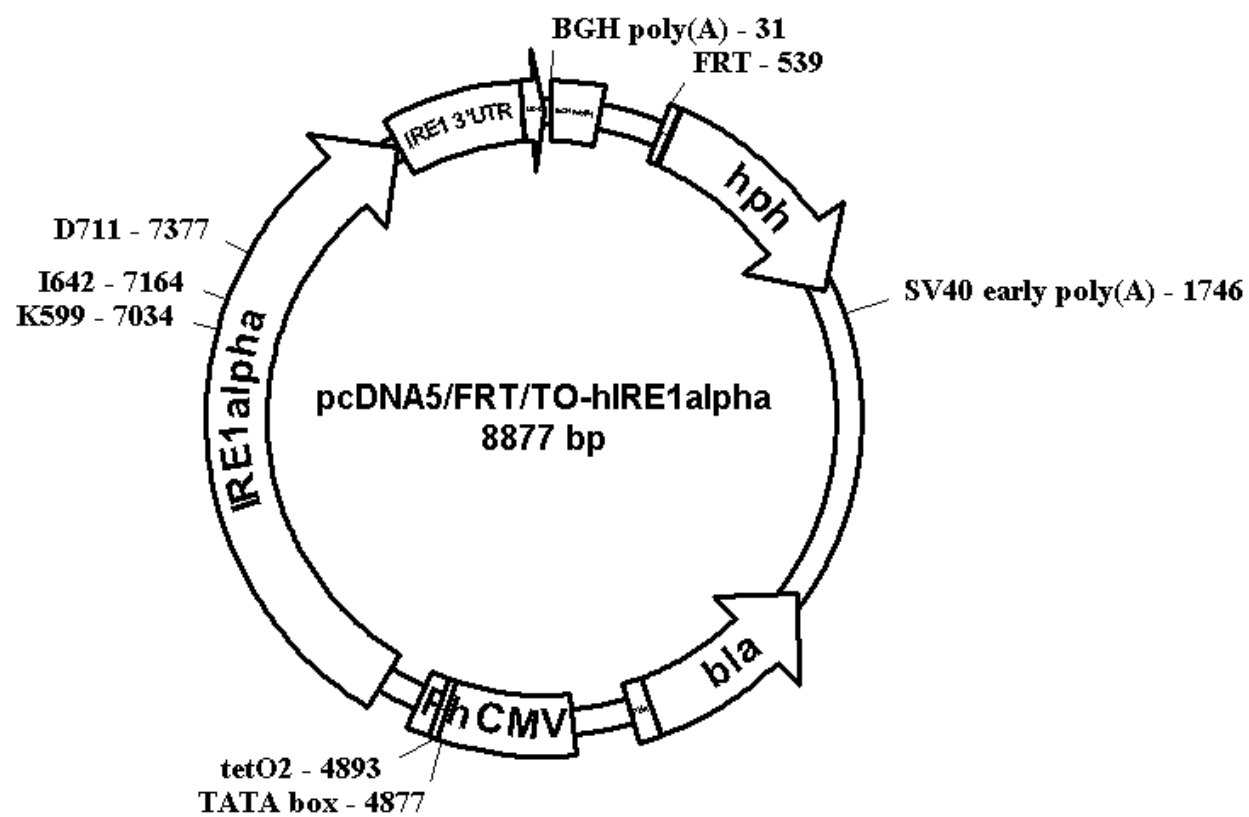 BGH poly(A) - 31
FRT - 539
IRE1 3'UTR
hph
D711 - 7377
I642 - 7164
K599 - 7034
SV40 early poly(A) - 1746
IRE1alpha
pcDNA5/FRT/TO-hIRE1alpha
8877 bp
bla
PhCMV
tetO2 - 4893
TATA box - 4877